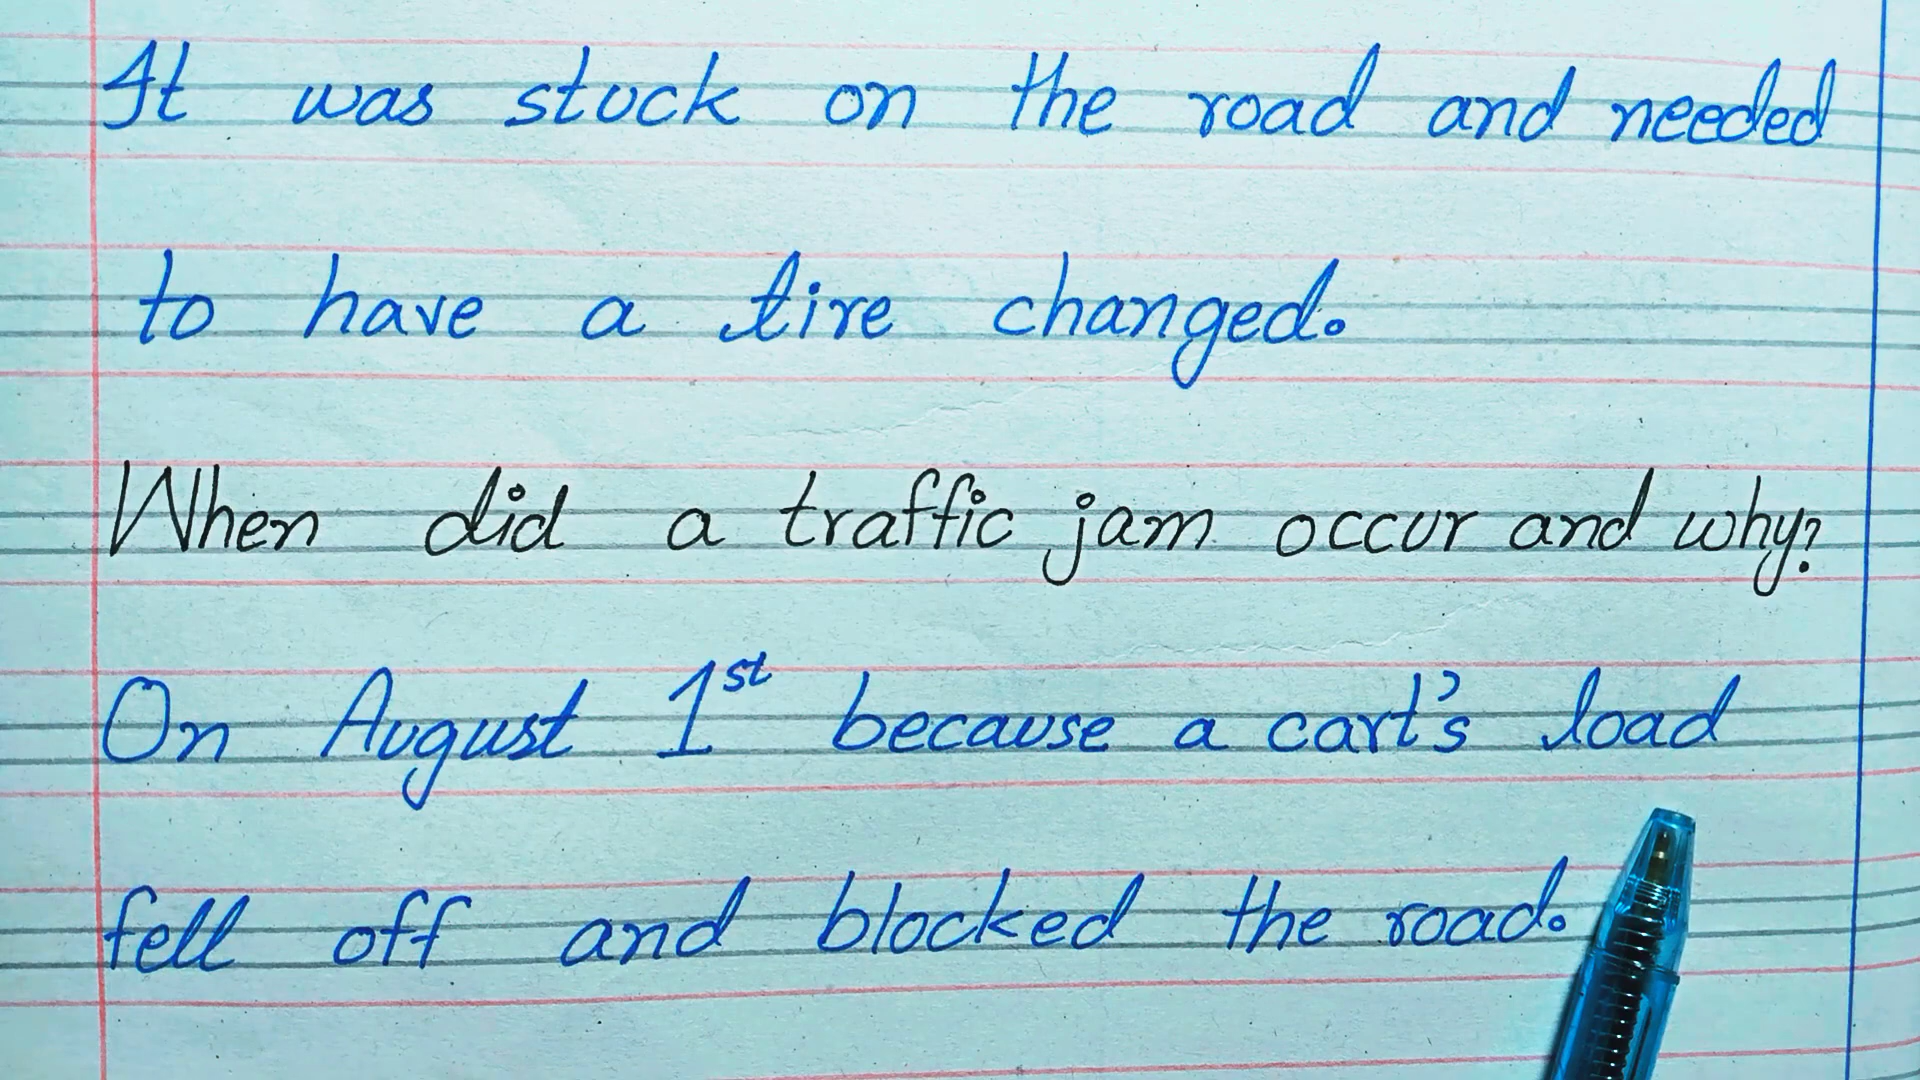 It was stuck on the road and needed
to have a tire changed.
When did a traffic jam occur and why?
On August 1st because a cart's load
fell off and blocked the road.